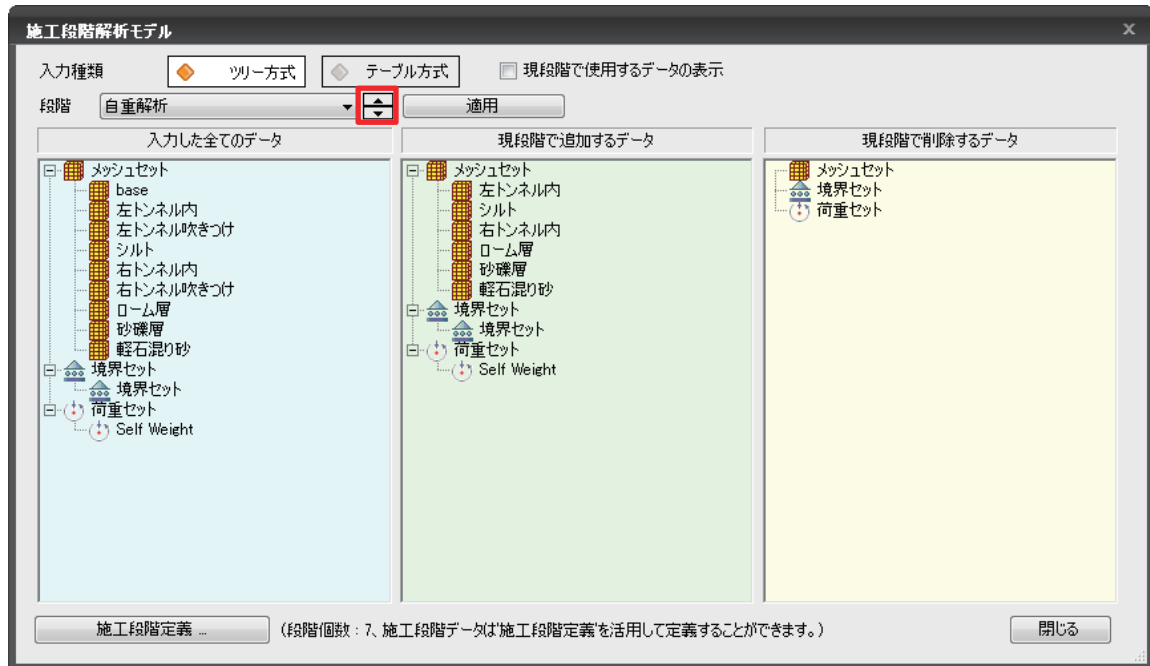 施工段階解析モデル
入力種類 ツリー方式 テーブル方式 現段階で使用するデータの表示
段階 自重解析 適用
入力した全てのデータ
メッシュセット
base
左トンネル内
左トンネル吹きつけ
シルト
右トンネル内
右トンネル吹きつけ
ローム層
砂礫層
軽石混り砂
境界セット
境界セット
荷重セット
Self Weight
現段階で追加するデータ
メッシュセット
左トンネル内
シルト
右トンネル内
ローム層
砂礫層
軽石混り砂
境界セット
境界セット
荷重セット
Self Weight
現段階で削除するデータ
メッシュセット
境界セット
荷重セット
施工段階定義 ... (段階個数:7、施工段階データは'施工段階定義'を活用して定義することができます。) 閉じる